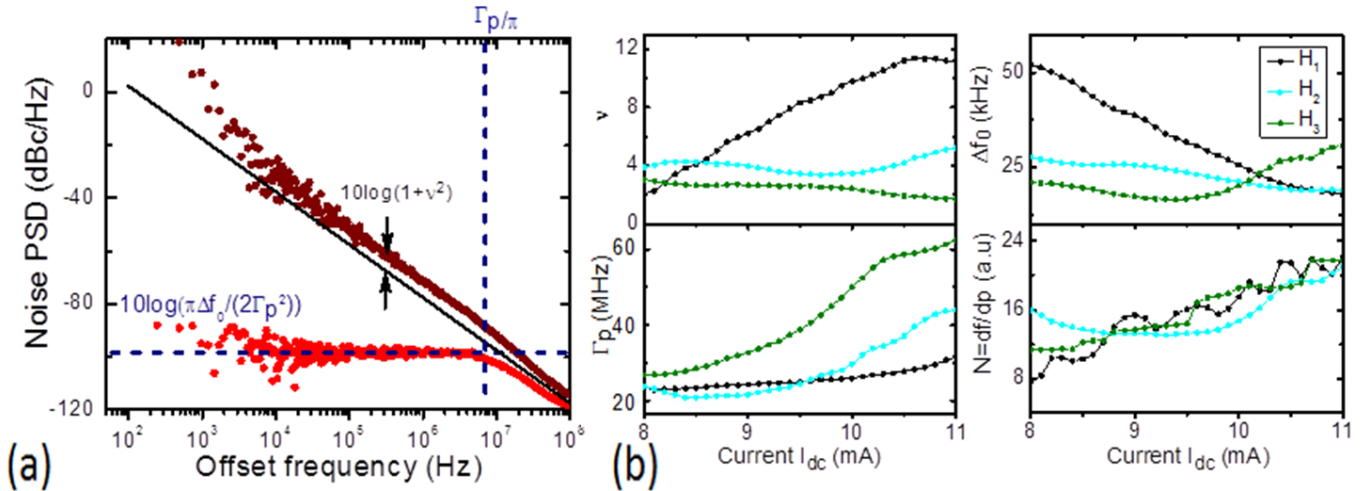 (a)
Γp/π
Noise PSD (dBc/Hz)
0
-40
-80
-120
10log(1+ν²)
10log(πΔf₀/(2Γp²))
10² 10³ 10⁴ 10⁵ 10⁶ 10⁷ 10⁸
Offset frequency (Hz)
(b)
ν
12
8
4
0
Δf₀ (kHz)
50
25
H₁
H₂
H₃
Γp (MHz)
60
40
20
8 9 10 11
Current I_dc (mA)
N=df/dp (a.u)
24
16
8
8 9 10 11
Current I_dc (mA)